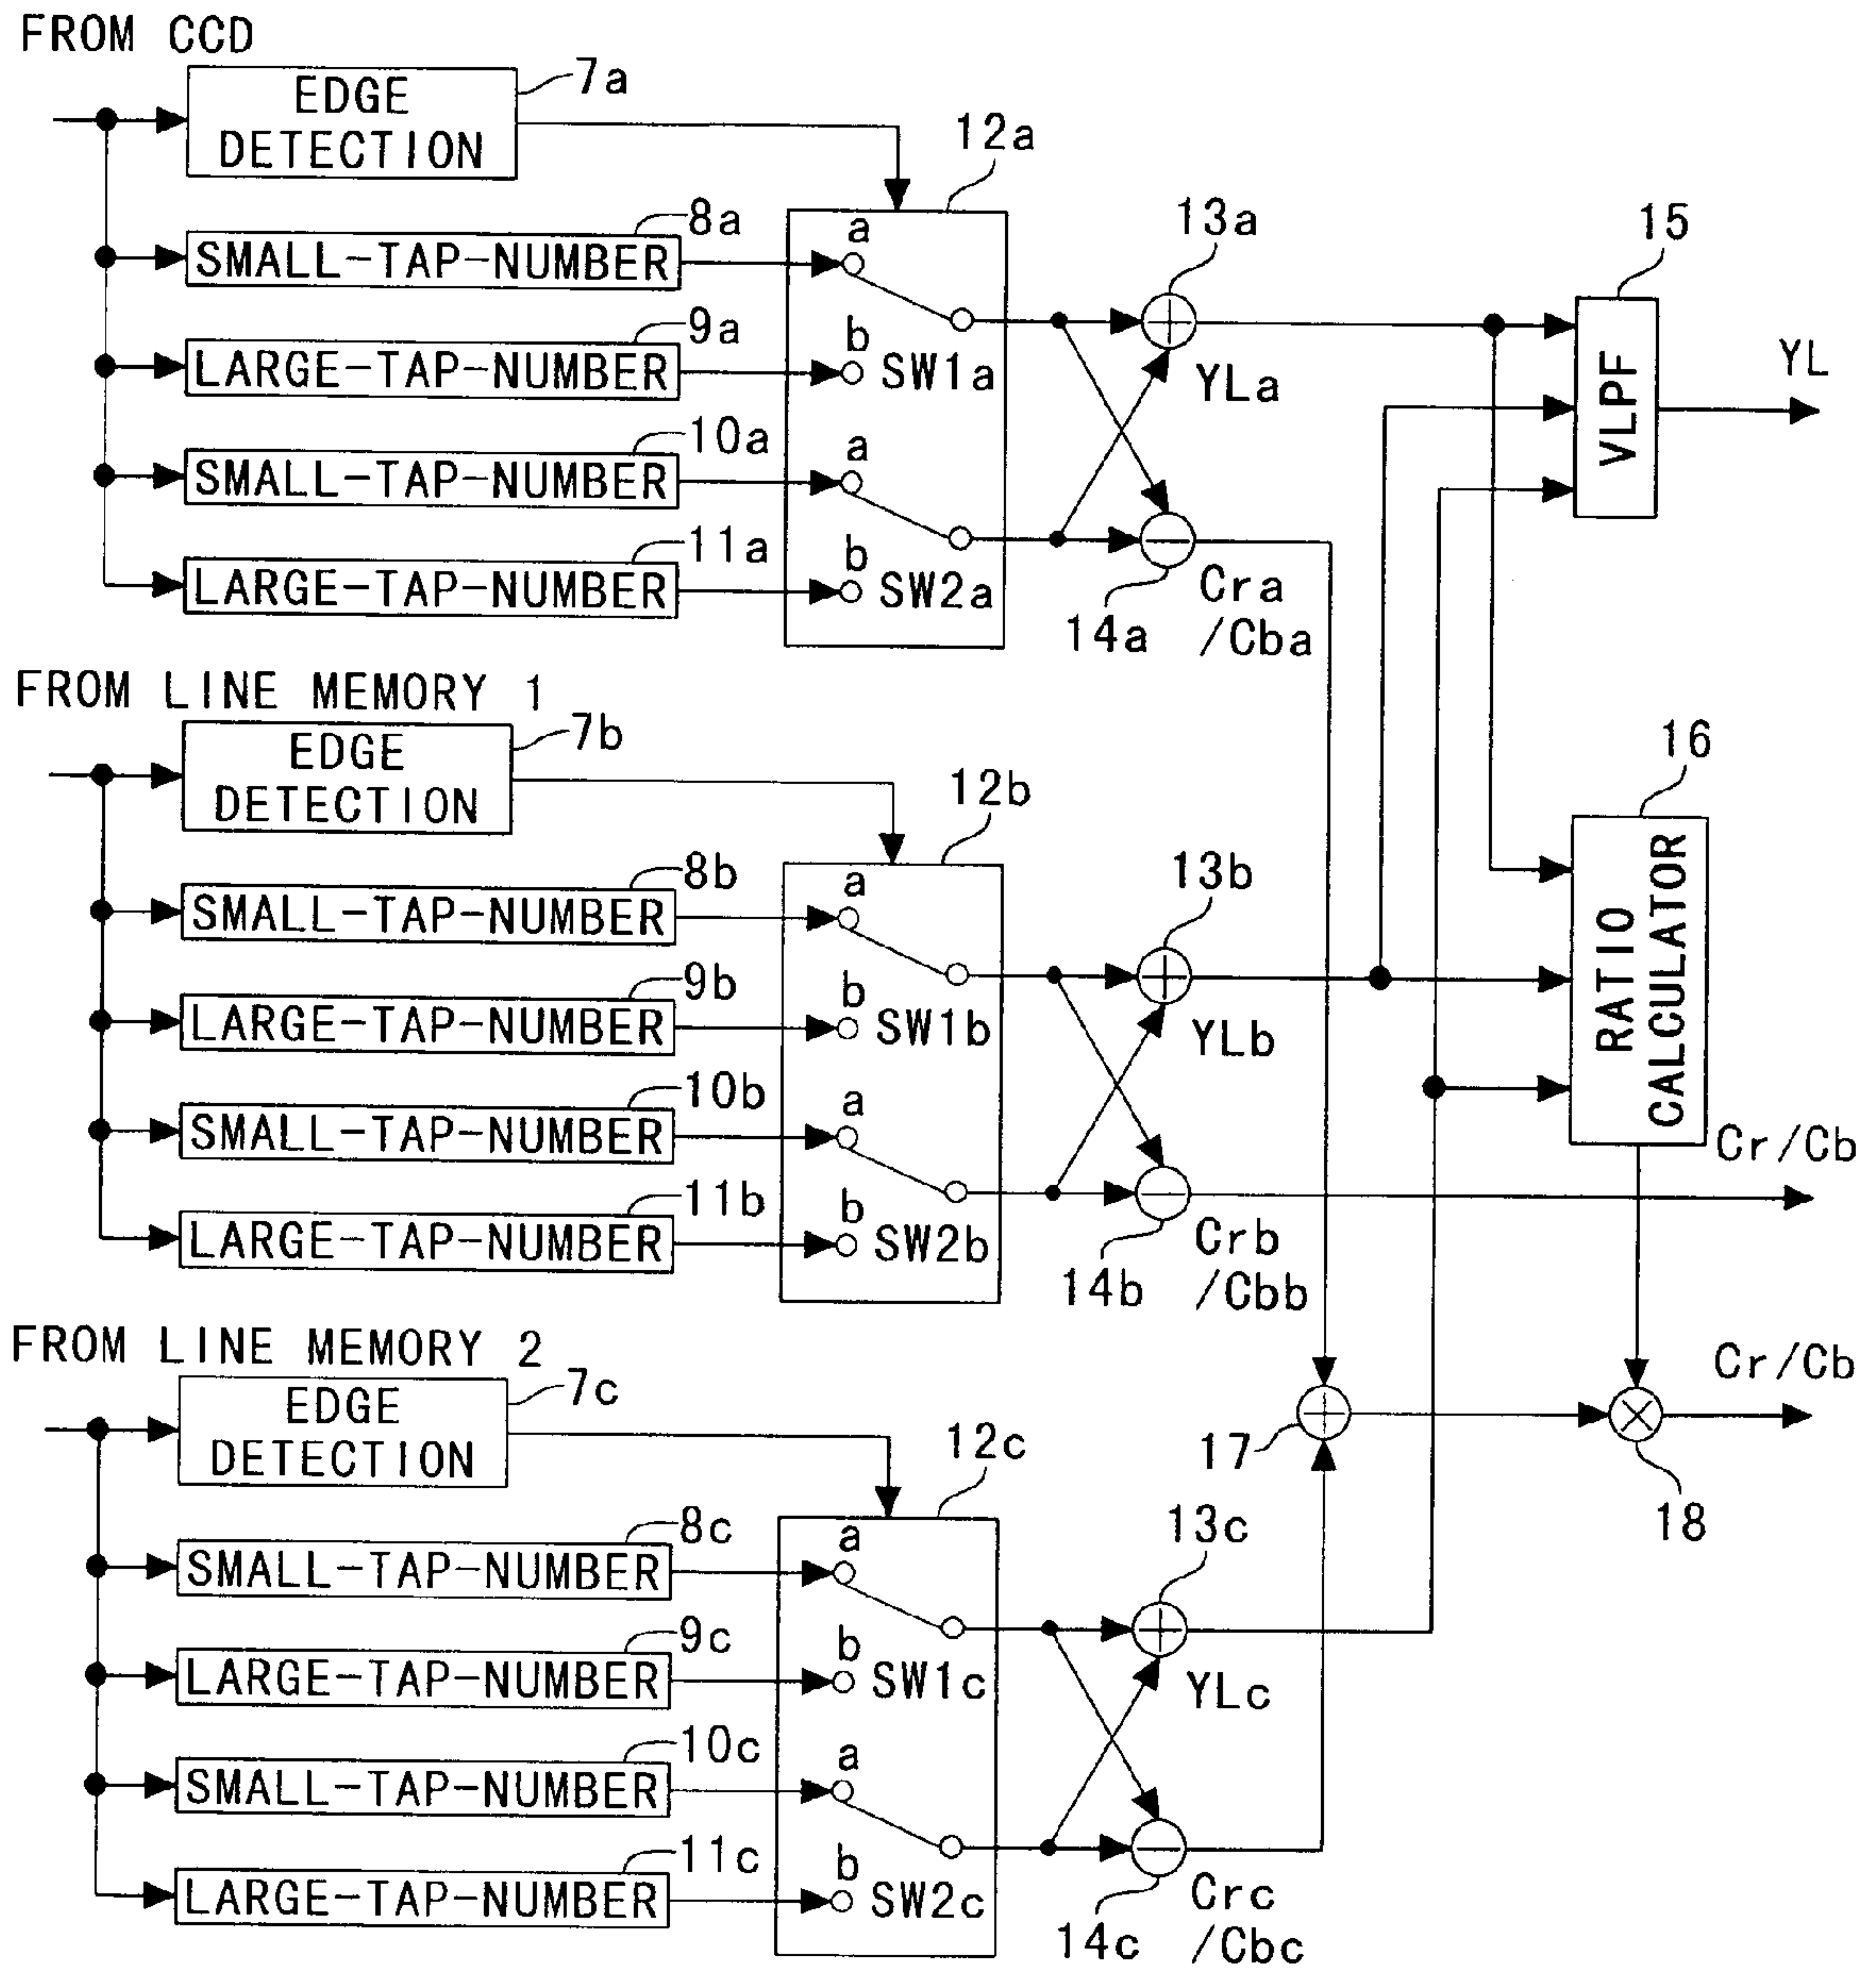 FROM CCD
EDGE
DETECTION
7a
12a
8a
SMALL-TAP-NUMBER
a
13a
15
9a
LARGE-TAP-NUMBER
b
SW1a
YLa
VLPF
YL
10a
SMALL-TAP-NUMBER
a
11a
LARGE-TAP-NUMBER
b
SW2a
14a
Cra
/Cba
FROM LINE MEMORY 1
EDGE
DETECTION
7b
12b
16
8b
SMALL-TAP-NUMBER
a
13b
9b
LARGE-TAP-NUMBER
b
SW1b
YLb
RATIO
CALCULATOR
10b
SMALL-TAP-NUMBER
a
Cr/Cb
11b
LARGE-TAP-NUMBER
b
SW2b
14b
Crb
/Cbb
FROM LINE MEMORY 2
EDGE
DETECTION
7c
12c
17
Cr/Cb
18
8c
SMALL-TAP-NUMBER
a
13c
9c
LARGE-TAP-NUMBER
b
SW1c
YLc
10c
SMALL-TAP-NUMBER
a
11c
LARGE-TAP-NUMBER
b
SW2c
14c
Crc
/Cbc